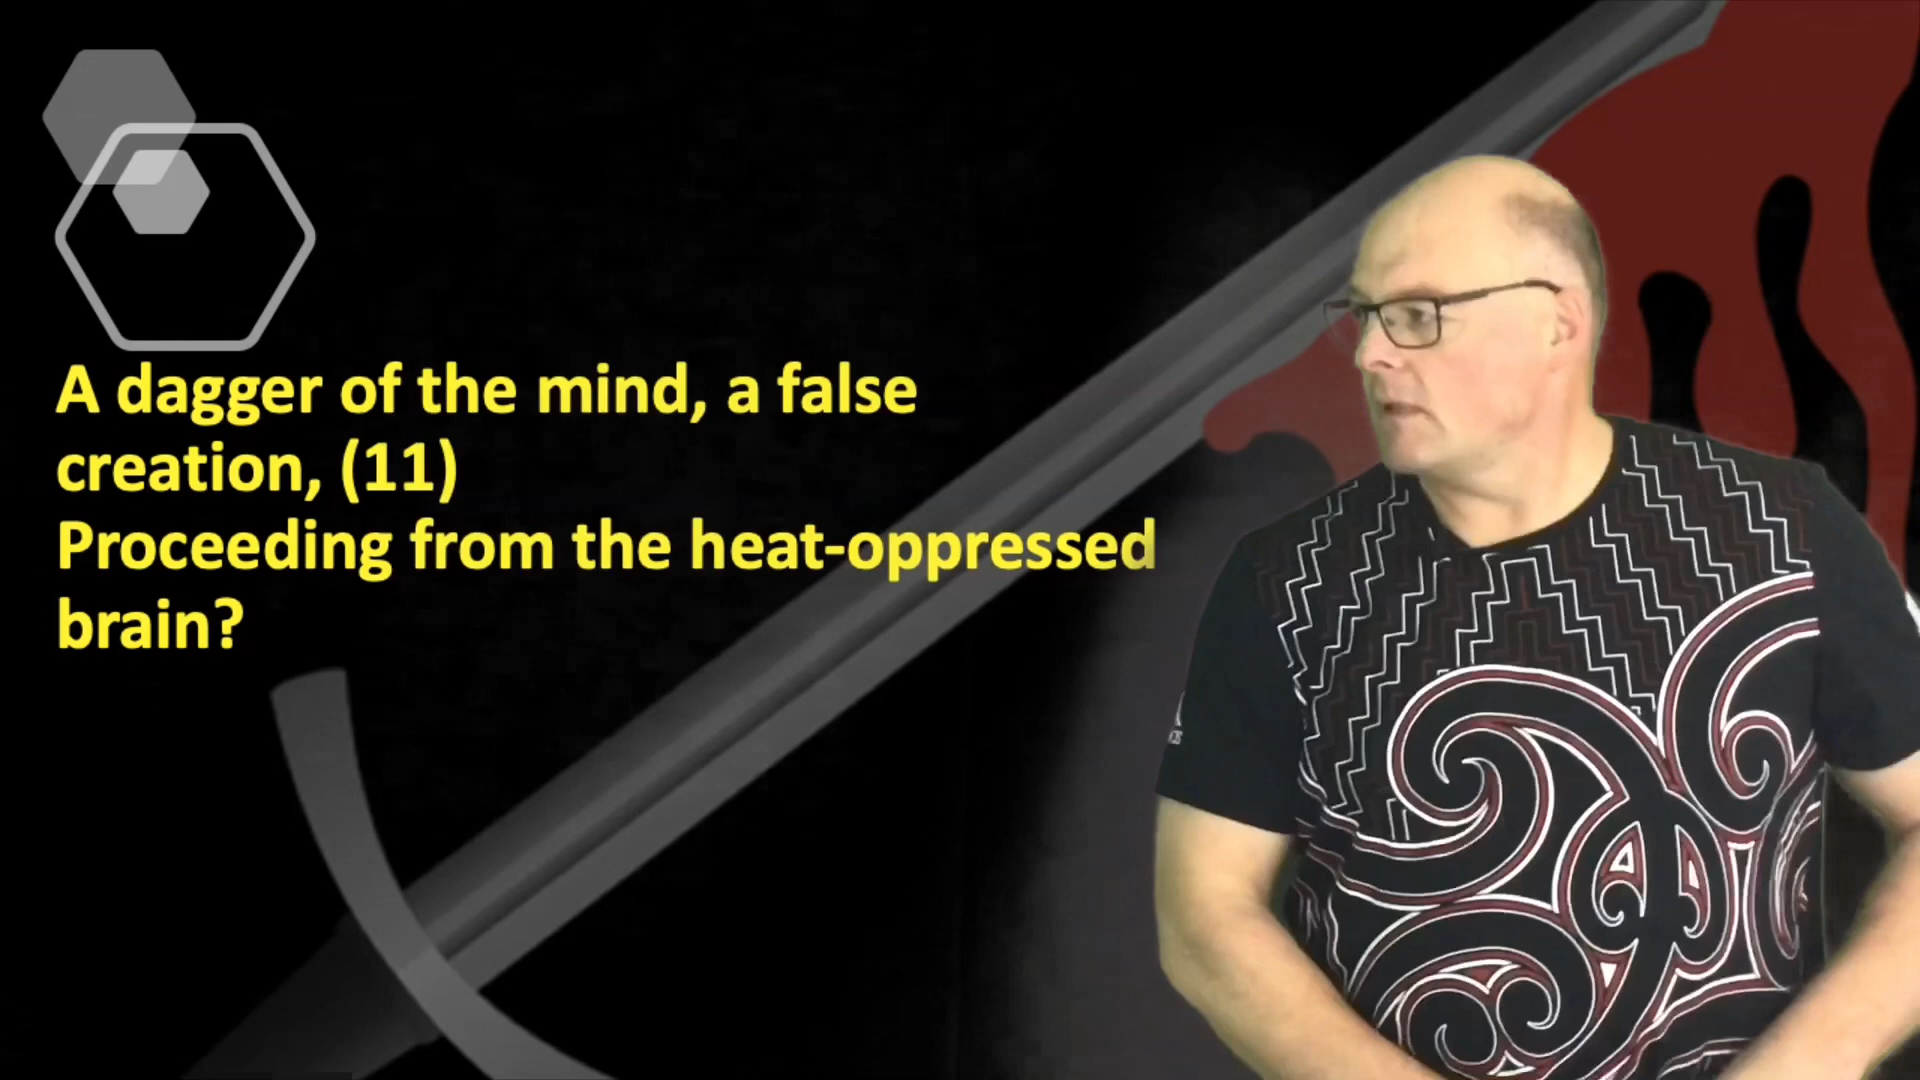 A dagger of the mind, a false
creation, (11)
Proceeding from the heat-oppressed
brain?